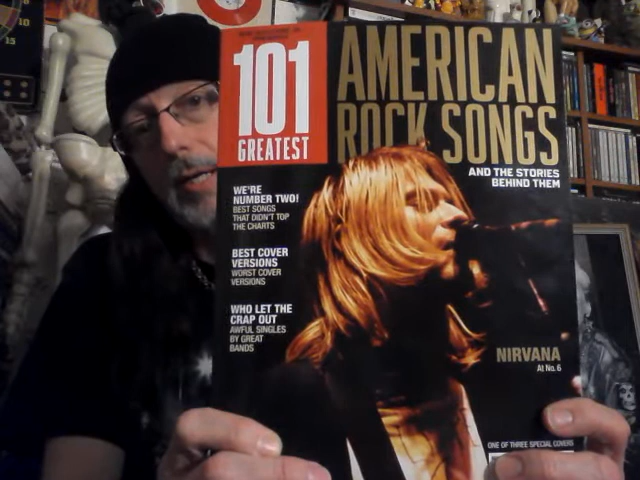 101
GREATEST
AMERICAN
ROCK SONGS
AND THE STORIES
BEHIND THEM
WE'RE
NUMBER TWO!
BEST SONGS
THAT DIDN'T TOP
THE CHARTS
BEST COVER
VERSIONS
WORST COVER
VERSIONS
WHO LET THE
CRAP OUT
AWFUL SINGLES
BY GREAT
BANDS
NIRVANA
At No. 6
ONE OF THREE SPECIAL COVERS
10
15